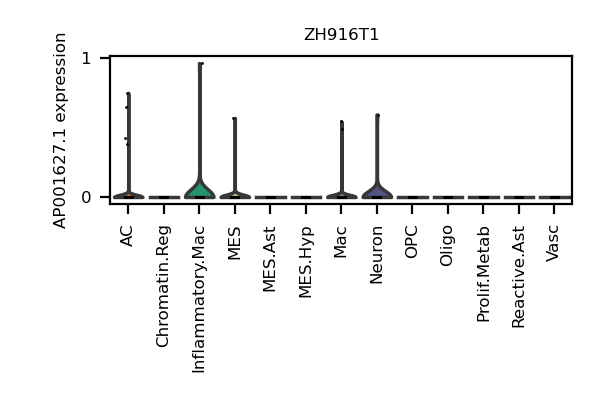 ZH916T1
AP001627.1 expression
1
0
AC
Chromatin.Reg
Inflammatory.Mac
MES
MES.Ast
MES.Hyp
Mac
Neuron
OPC
Oligo
Prolif.Metab
Reactive.Ast
Vasc